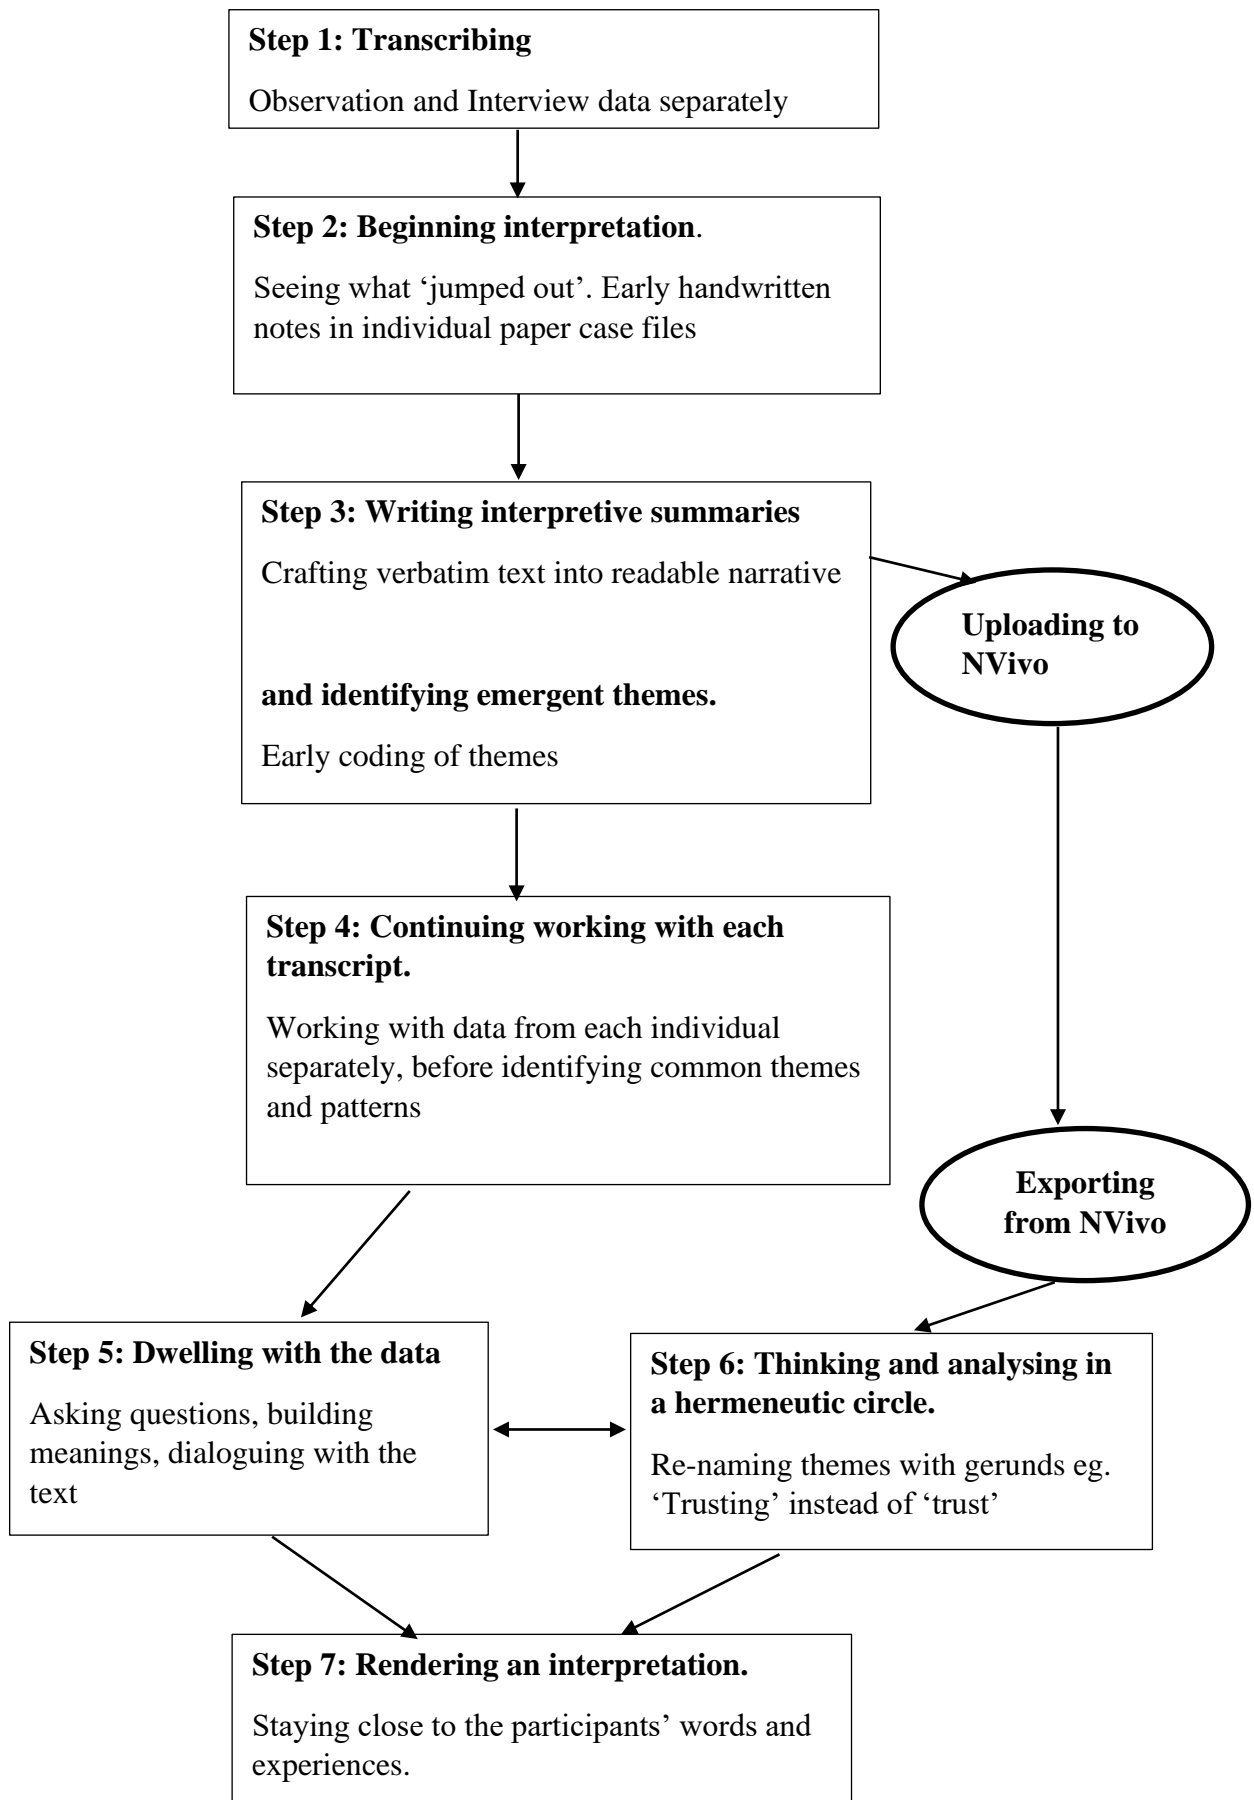 Step 1: Transcribing
Observation and Interview data separately
Step 2: Beginning interpretation.
Seeing what ‘jumped out’. Early handwritten
notes in individual paper case files
Step 3: Writing interpretive summaries
Crafting verbatim text into readable narrative
and identifying emergent themes.
Early coding of themes
Uploading to
NVivo
Step 4: Continuing working with each
transcript.
Working with data from each individual
separately, before identifying common themes
and patterns
Exporting
from NVivo
Step 5: Dwelling with the data
Asking questions, building
meanings, dialoguing with the
text
Step 6: Thinking and analysing in
a hermeneutic circle.
Re-naming themes with gerunds eg.
‘Trusting’ instead of ‘trust’
Step 7: Rendering an interpretation.
Staying close to the participants’ words and
experiences.